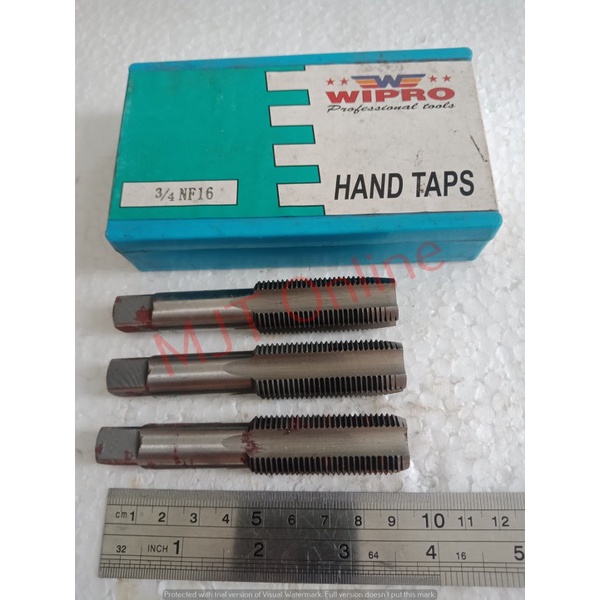 WIPRO
Professional tools
3/4 NF16
HAND TAPS
MJT Online
cm 1 2 3 4 5 6 7 8 9 10 11 12
32 INCH 1 2 3 64 4 16 5
Protected with trial version of Visual Watermark. Full version doesn't put this mark.